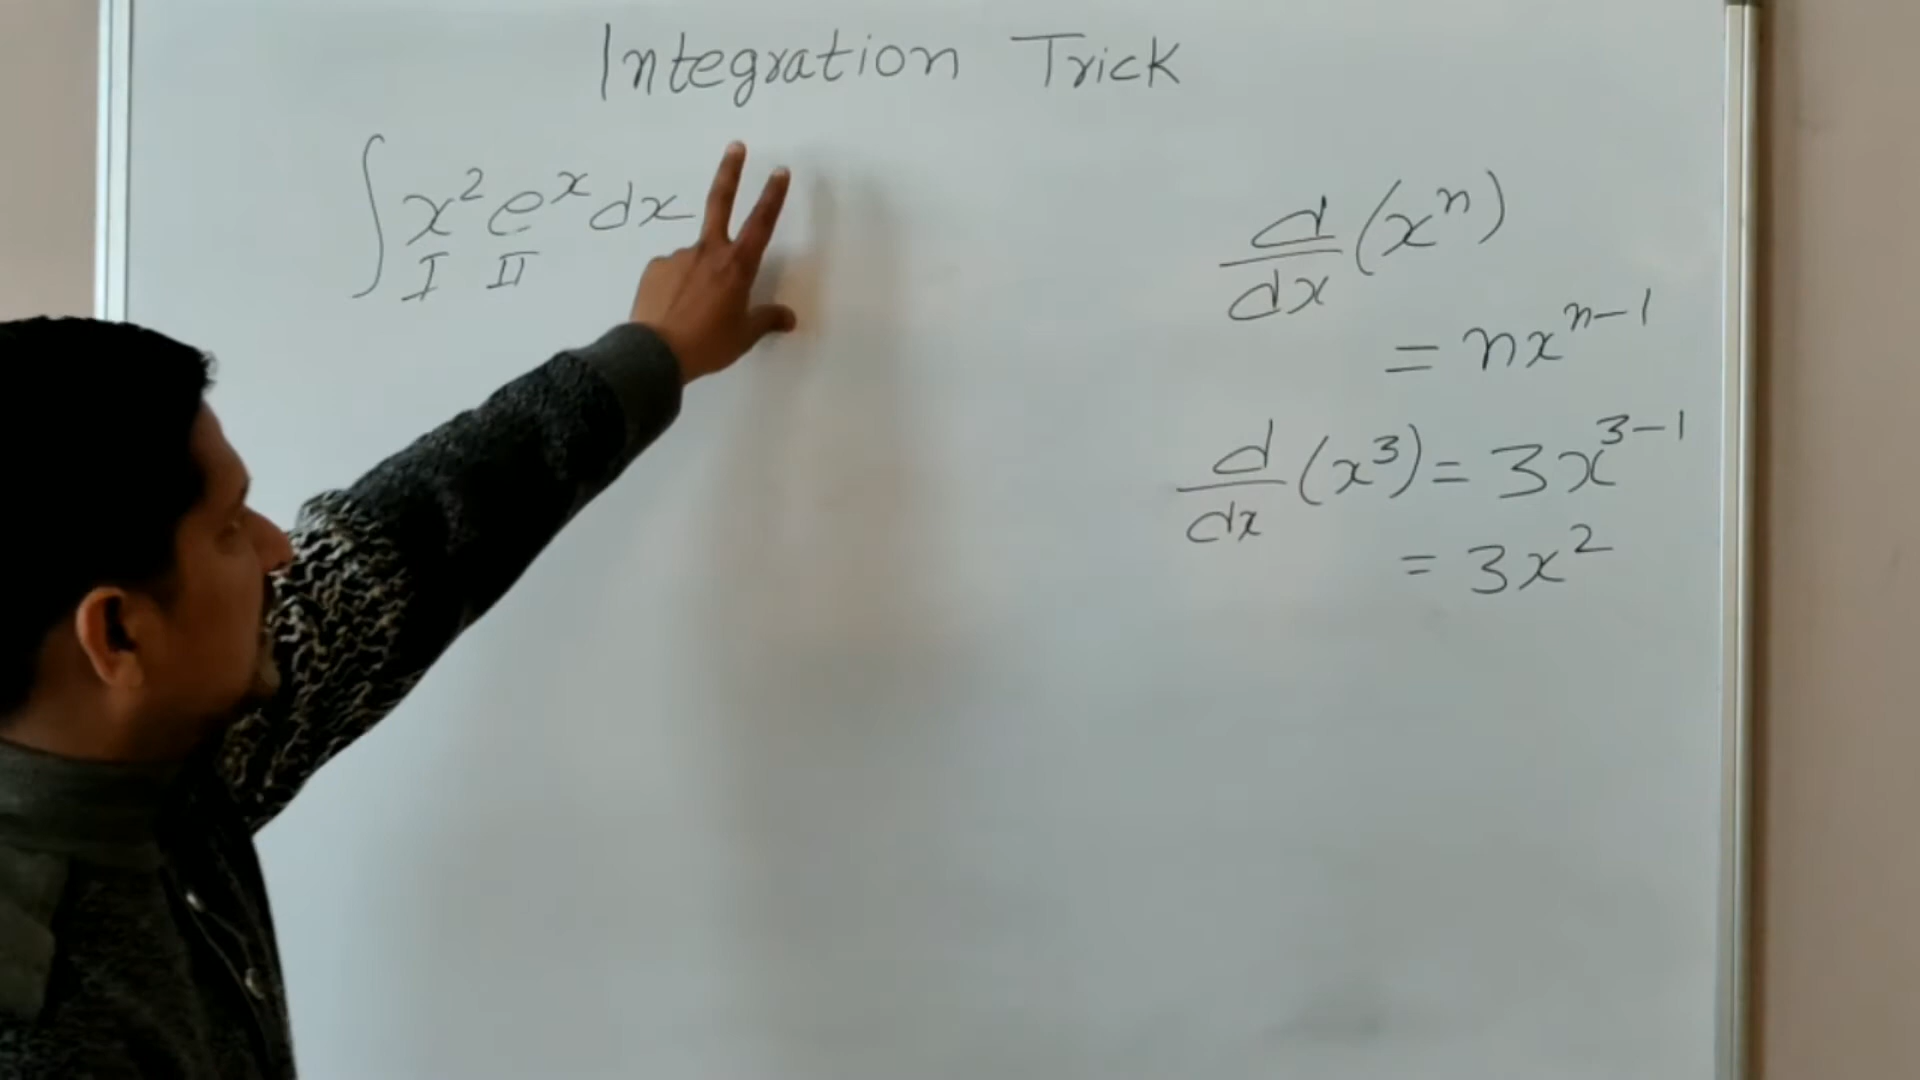 Integration Trick
∫x²eˣdx
I II
d/dx (xⁿ)
= nxⁿ⁻¹
d/dx (x³) = 3x³⁻¹
= 3x²